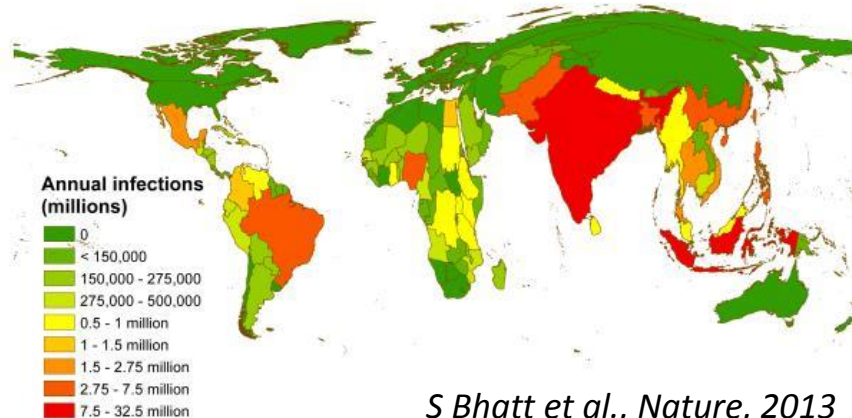 Annual infections
(millions)
0
< 150,000
150,000 - 275,000
275,000 - 500,000
0.5 - 1 million
1 - 1.5 million
1.5 - 2.75 million
2.75 - 7.5 million
7.5 - 32.5 million
S Bhatt et al., Nature. 2013